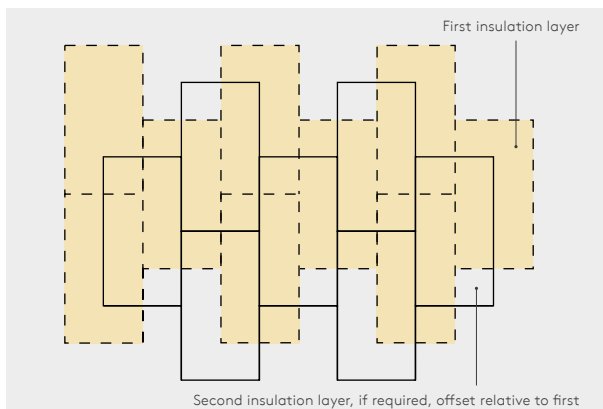 First insulation layer
Second insulation layer, if required, offset relative to first